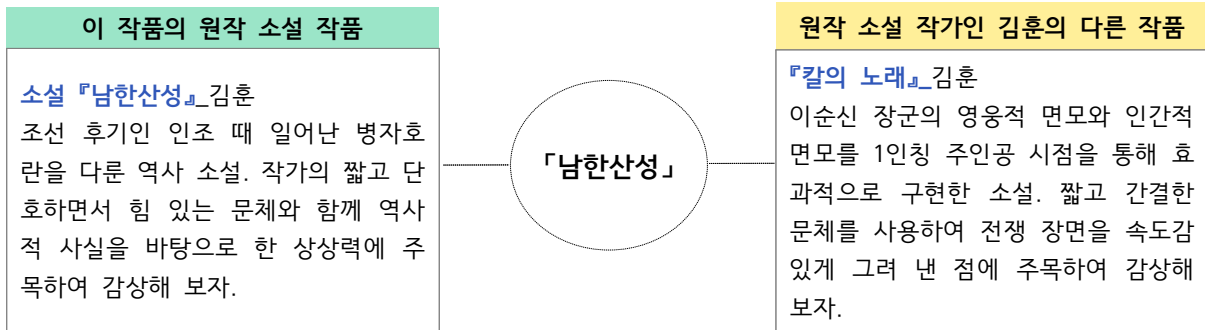 이 작품의 원작 소설 작품
소설 『남한산성』_김훈
조선 후기인 인조 때 일어난 병자호
란을 다룬 역사 소설. 작가의 짧고 단
호하면서 힘 있는 문체와 함께 역사
적 사실을 바탕으로 한 상상력에 주
목하여 감상해 보자.
「남한산성」
원작 소설 작가인 김훈의 다른 작품
『칼의 노래』_김훈
이순신 장군의 영웅적 면모와 인간적
면모를 1인칭 주인공 시점을 통해 효
과적으로 구현한 소설. 짧고 간결한
문체를 사용하여 전쟁 장면을 속도감
있게 그려 낸 점에 주목하여 감상해
보자.